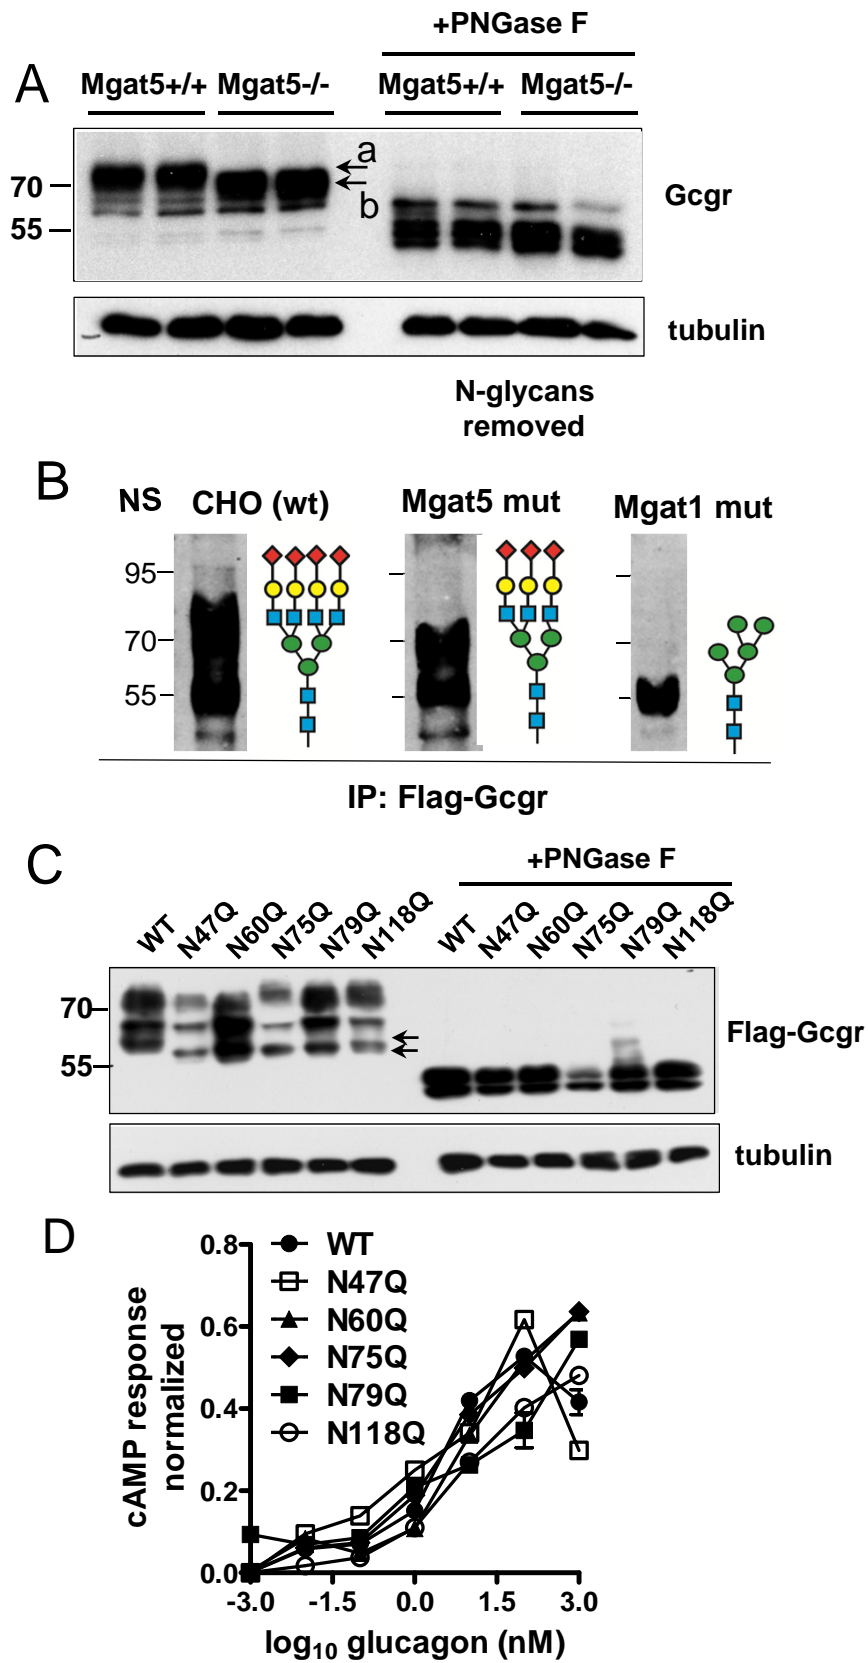 +PNGase F
A
Mgat5+/+ Mgat5-/- Mgat5+/+ Mgat5-/-
a
70
b
55
Gcgr
tubulin
N-glycans
removed
B
NS CHO (wt) Mgat5 mut Mgat1 mut
95
70
55
IP: Flag-Gcgr
C
+PNGase F
WT N47Q N60Q N75Q N79Q N118Q WT N47Q N60Q N75Q N79Q N118Q
70
55
Flag-Gcgr
tubulin
D
cAMP response
normalized
0.8
0.6
0.4
0.2
0.0
WT
N47Q
N60Q
N75Q
N79Q
N118Q
-3.0 -1.5 0.0 1.5 3.0
log₁₀ glucagon (nM)